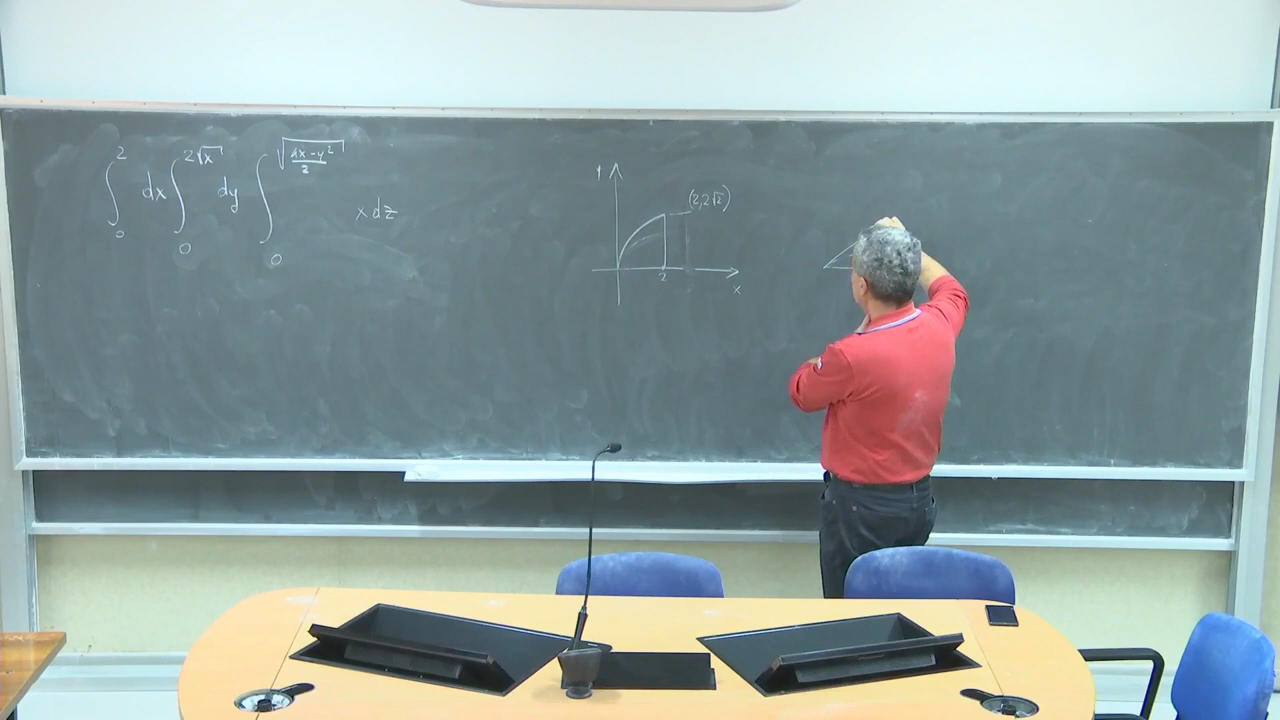 ∫₀² dx ∫₀^{2√x} dy ∫₀^{√((4x-y²)/2)} x dz
y
(2,2√2)
2
x